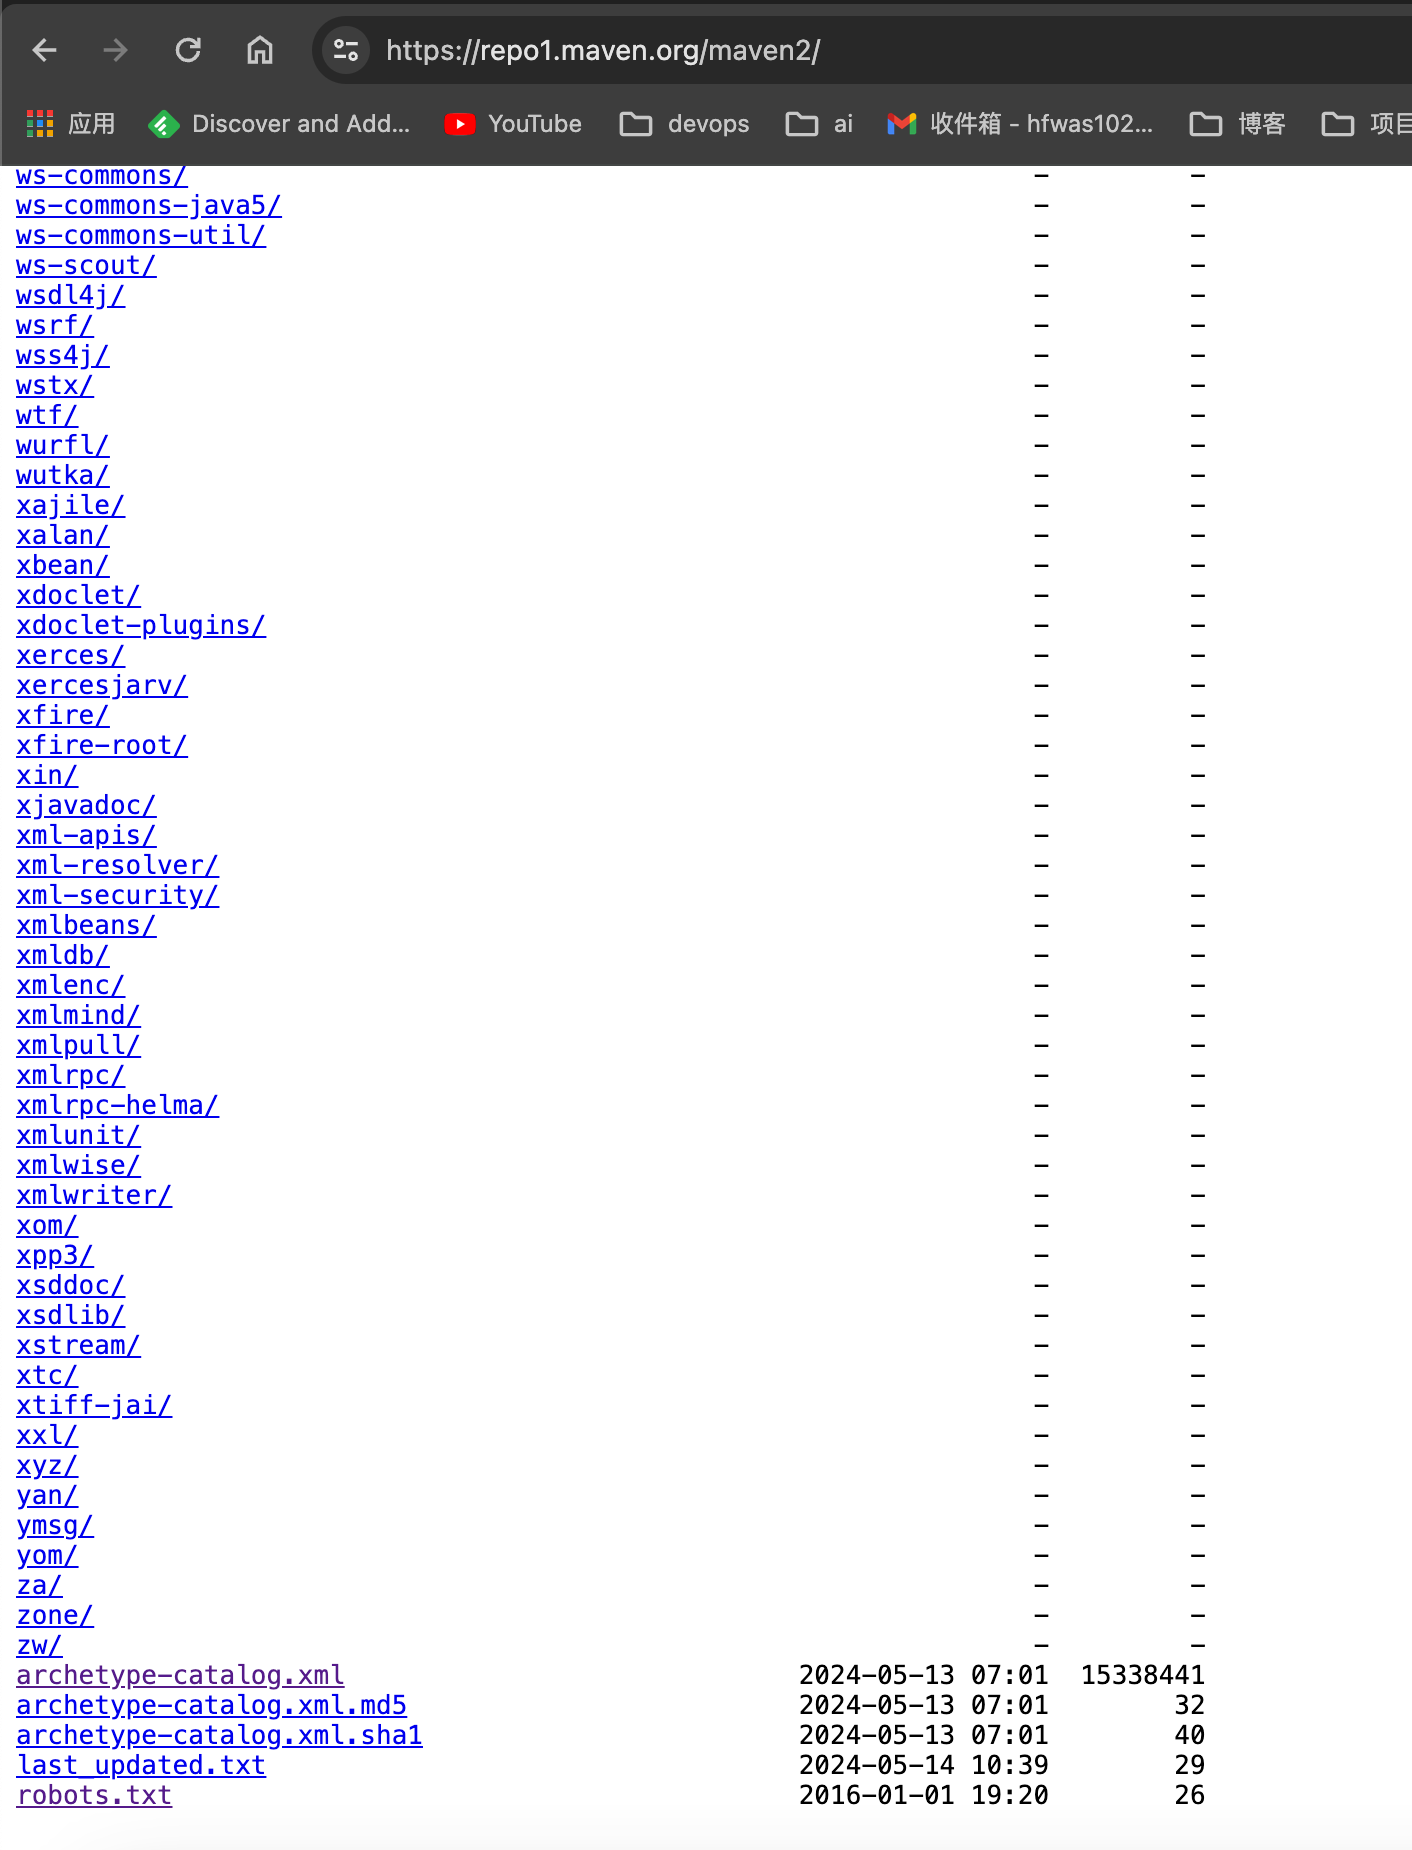 https://repo1.maven.org/maven2/
应用 Discover and Add... YouTube devops ai 收件箱 - hfwas102... 博客 项目
ws-commons/ - -
ws-commons-java5/ - -
ws-commons-util/ - -
ws-scout/ - -
wsdl4j/ - -
wsrf/ - -
wss4j/ - -
wstx/ - -
wtf/ - -
wurfl/ - -
wutka/ - -
xajile/ - -
xalan/ - -
xbean/ - -
xdoclet/ - -
xdoclet-plugins/ - -
xerces/ - -
xercesjarv/ - -
xfire/ - -
xfire-root/ - -
xin/ - -
xjavadoc/ - -
xml-apis/ - -
xml-resolver/ - -
xml-security/ - -
xmlbeans/ - -
xmldb/ - -
xmlenc/ - -
xmlmind/ - -
xmlpull/ - -
xmlrpc/ - -
xmlrpc-helma/ - -
xmlunit/ - -
xmlwise/ - -
xmlwriter/ - -
xom/ - -
xpp3/ - -
xsddoc/ - -
xsdlib/ - -
xstream/ - -
xtc/ - -
xtiff-jai/ - -
xxl/ - -
xyz/ - -
yan/ - -
ymsg/ - -
yom/ - -
za/ - -
zone/ - -
zw/ - -
archetype-catalog.xml 2024-05-13 07:01 15338441
archetype-catalog.xml.md5 2024-05-13 07:01 32
archetype-catalog.xml.sha1 2024-05-13 07:01 40
last_updated.txt 2024-05-14 10:39 29
robots.txt 2016-01-01 19:20 26